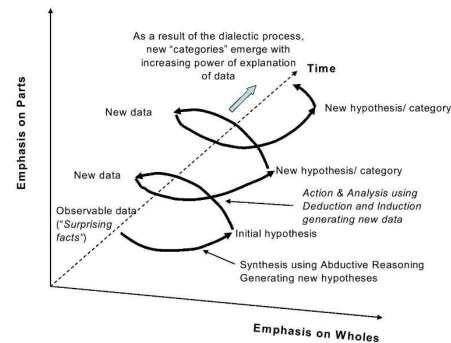 As a result of the dialectic process,
new "categories" emerge with
increasing power of explanation
of data
Time
New hypothesis/ category
New data
Emphasis on Parts
New data
New hypothesis/ category
Action & Analysis using
Deduction and Induction
generating new data
Observable data
("Surprising
facts")
Initial hypothesis
Synthesis using Abductive Reasoning
Generating new hypotheses
Emphasis on Wholes